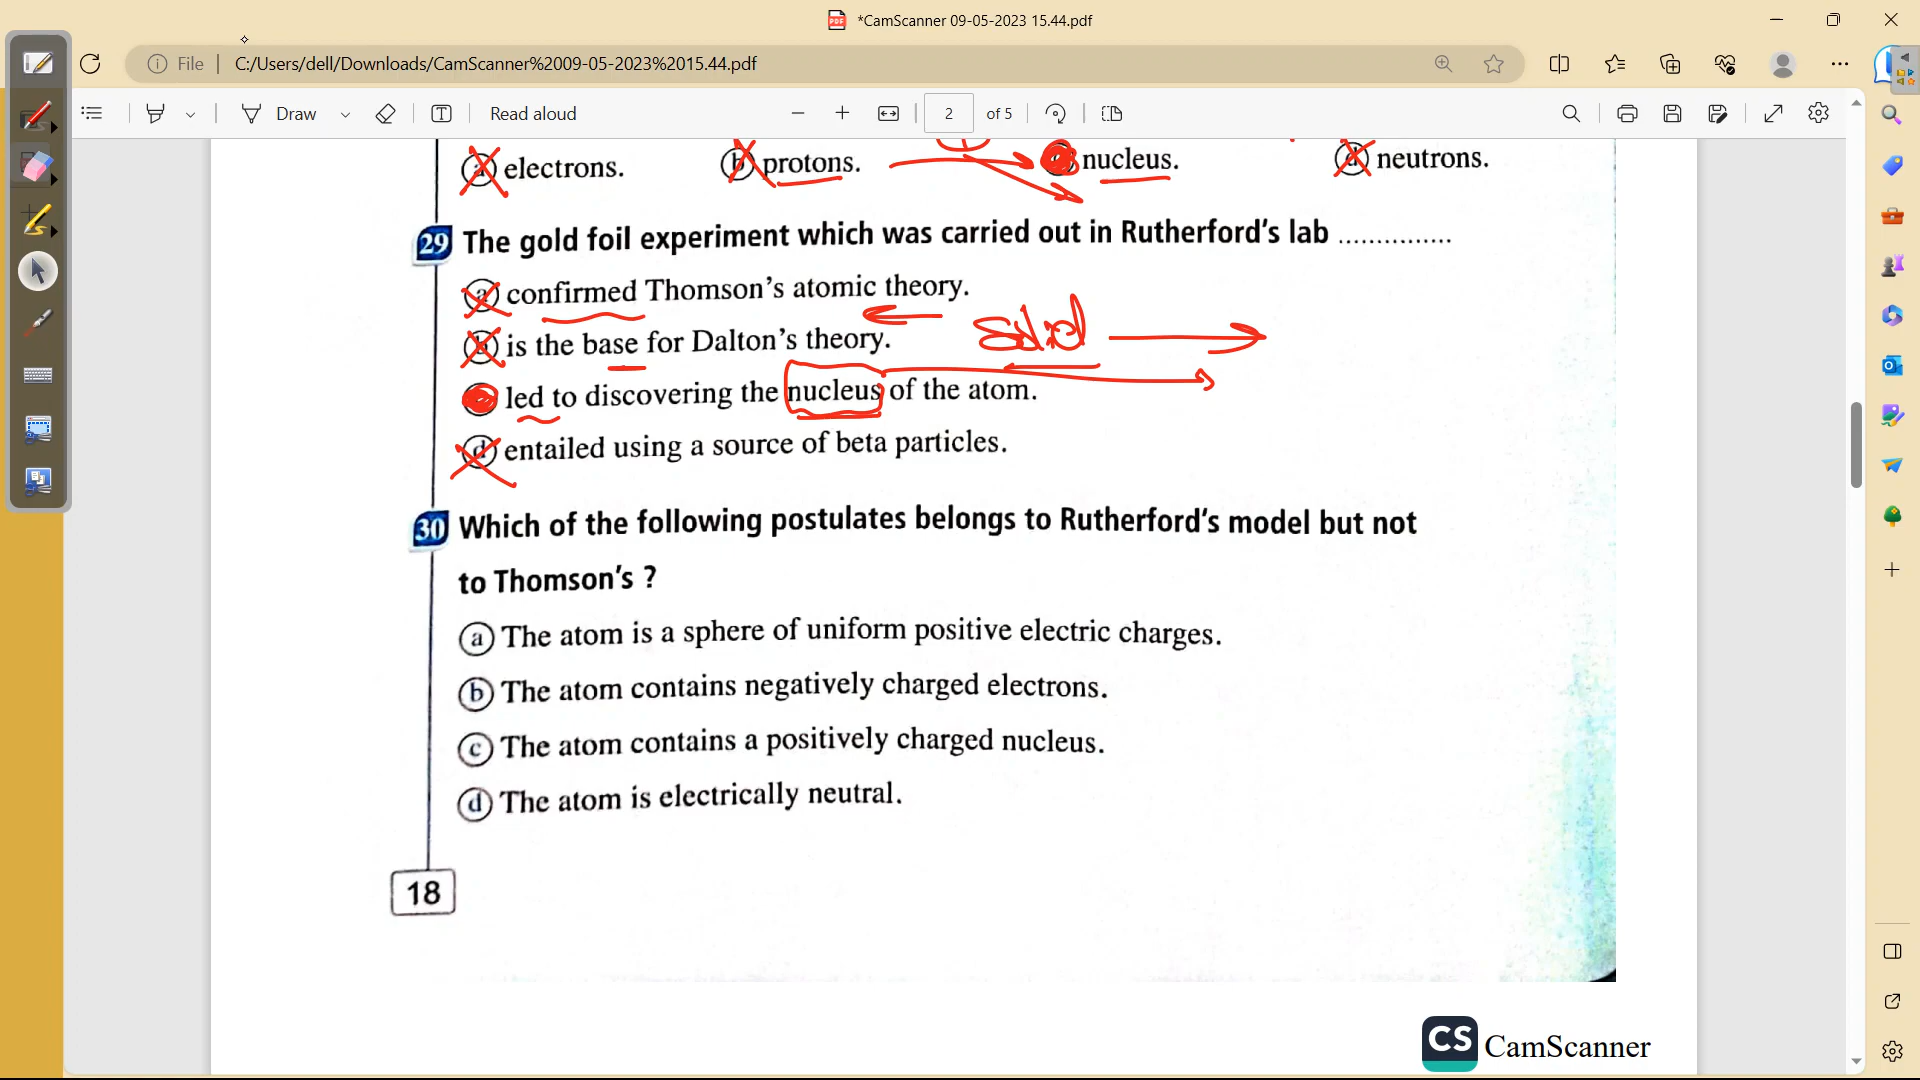 *CamScanner 09-05-2023 15.44.pdf
File
C:/Users/dell/Downloads/CamScanner%2009-05-2023%2015.44.pdf
Draw
Read aloud
2
of 5
a electrons.
b protons.
nucleus.
d neutrons.
29 The gold foil experiment which was carried out in Rutherford's lab ...............
a confirmed Thomson's atomic theory.
solid
b is the base for Dalton's theory.
led to discovering the nucleus of the atom.
d entailed using a source of beta particles.
30 Which of the following postulates belongs to Rutherford's model but not
to Thomson's ?
a The atom is a sphere of uniform positive electric charges.
b The atom contains negatively charged electrons.
c The atom contains a positively charged nucleus.
d The atom is electrically neutral.
18
CS CamScanner